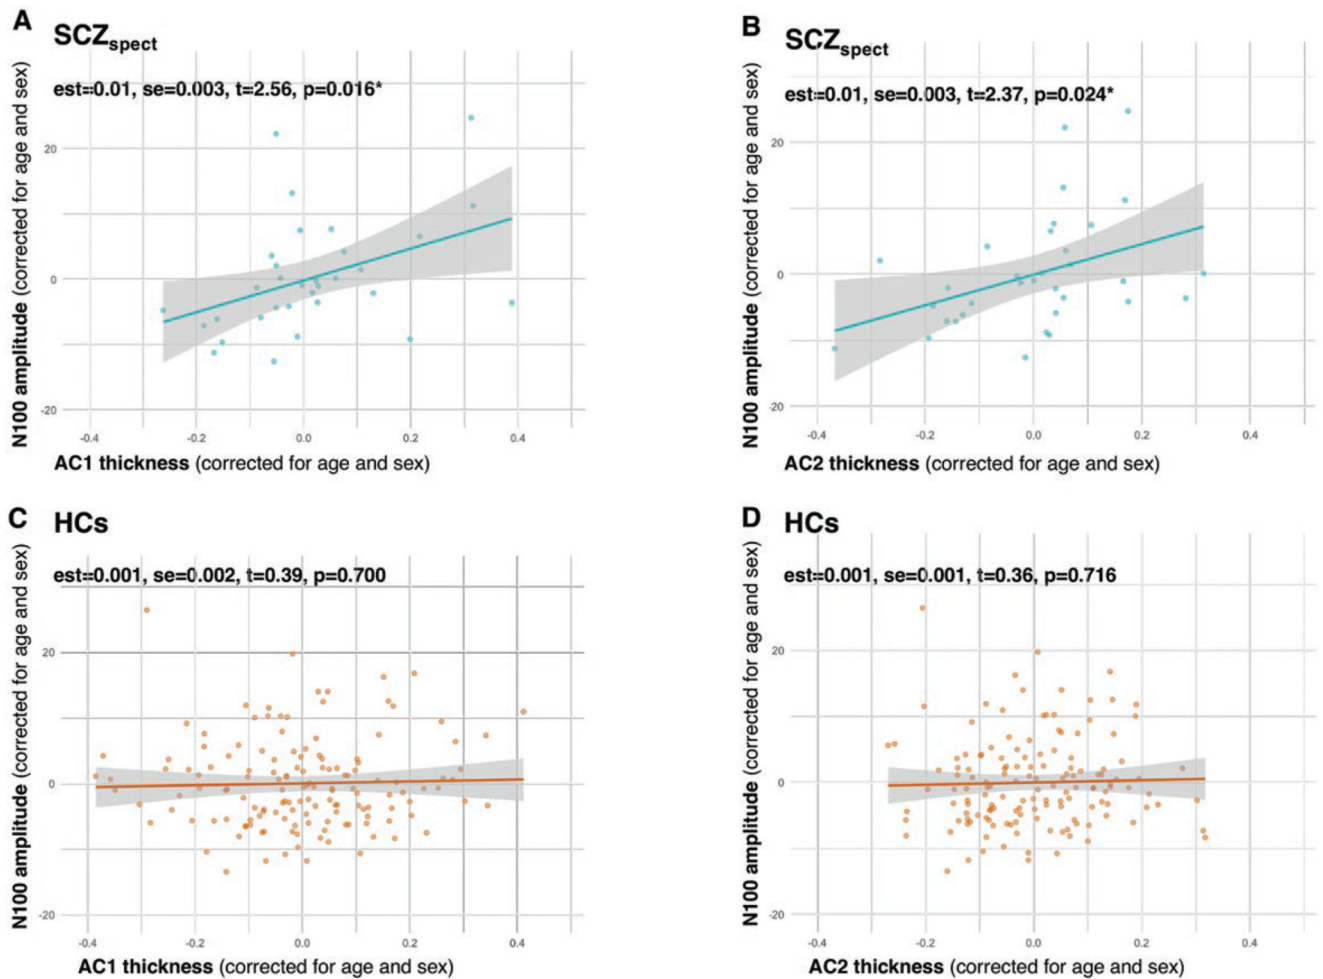 A
SCZspect
est=0.01, se=0.003, t=2.56, p=0.016*
N100 amplitude (corrected for age and sex)
20
0
-20
-0.4 -0.2 0.0 0.2 0.4
AC1 thickness (corrected for age and sex)
B
SCZspect
est=0.01, se=0.003, t=2.37, p=0.024*
N100 amplitude (corrected for age and sex)
20
0
-20
-0.4 -0.2 0.0 0.2 0.4
AC2 thickness (corrected for age and sex)
C
HCs
est=0.001, se=0.002, t=0.39, p=0.700
N100 amplitude (corrected for age and sex)
20
0
-20
-0.4 -0.2 0.0 0.2 0.4
AC1 thickness (corrected for age and sex)
D
HCs
est=0.001, se=0.001, t=0.36, p=0.716
N100 amplitude (corrected for age and sex)
20
0
-20
-0.4 -0.2 0.0 0.2 0.4
AC2 thickness (corrected for age and sex)